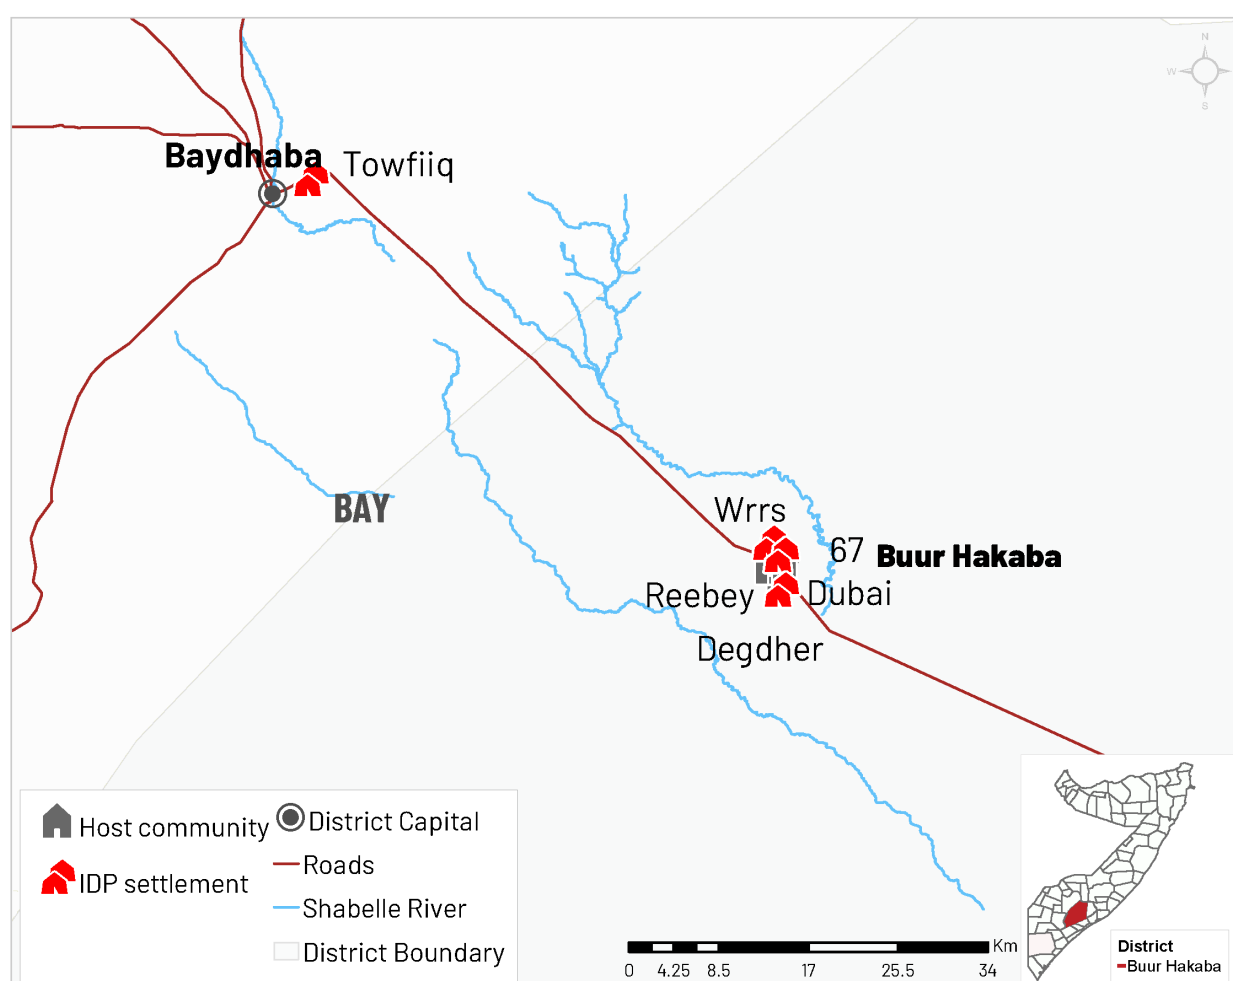 N
W
S
Baydhaba
Towfiiq
BAY
Wrrs
67
Buur Hakaba
Reebey
Dubai
Degdher
Host community
IDP settlement
District Capital
Roads
Shabelle River
District Boundary
Km
0 4.25 8.5 17 25.5 34
District
Buur Hakaba